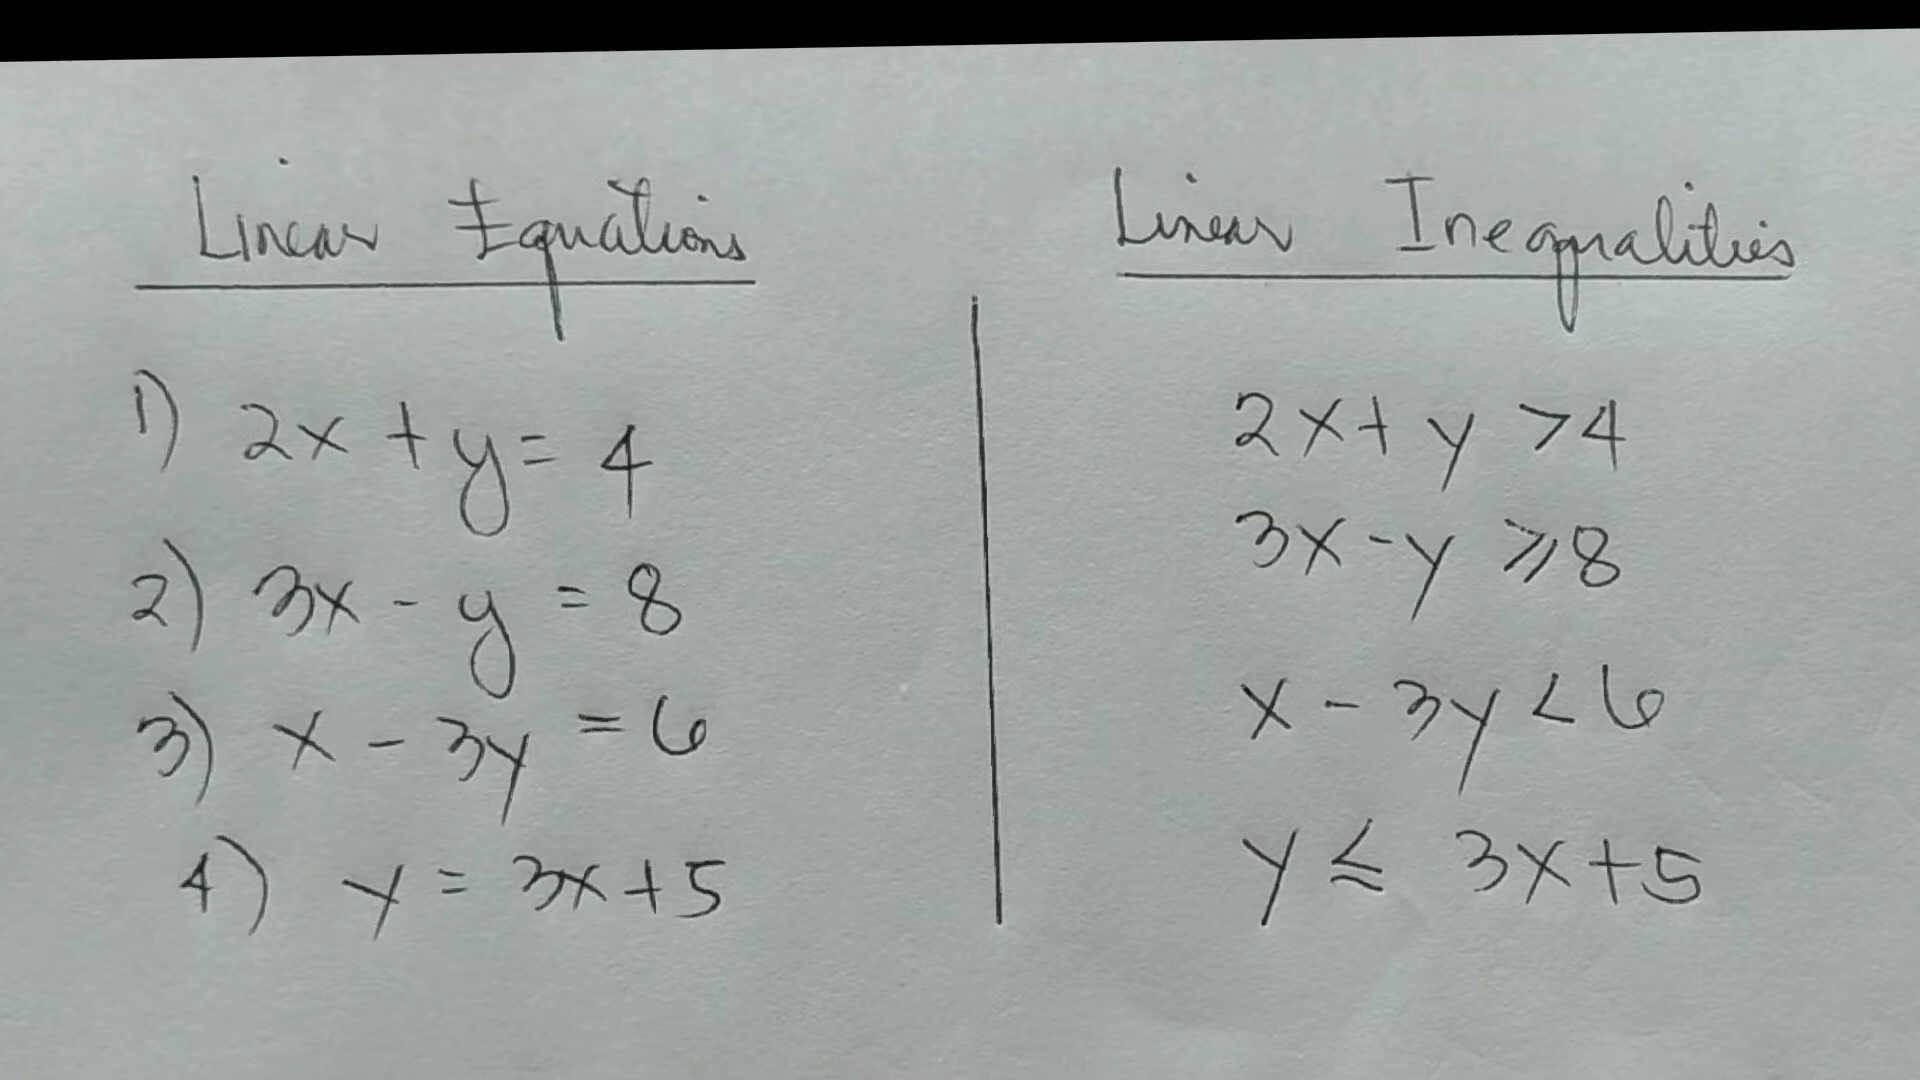 Linear Equations
1) 2x + y = 4
2) 3x - y = 8
3) x - 3y = 6
4) y = 3x + 5
Linear Inequalities
2x + y > 4
3x - y ⩾ 8
x - 3y < 6
y ≤ 3x + 5